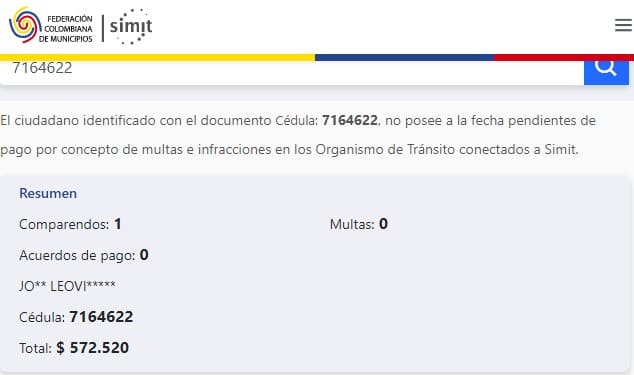 FEDERACIÓN
COLOMBIANA
DE MUNICIPIOS
simit
7164622
El ciudadano identificado con el documento Cédula: 7164622, no posee a la fecha pendientes de
pago por concepto de multas e infracciones en los Organismo de Tránsito conectados a Simit.
Resumen
Comparendos: 1
Multas: 0
Acuerdos de pago: 0
JO** LEOVI*****
Cédula: 7164622
Total: $ 572.520